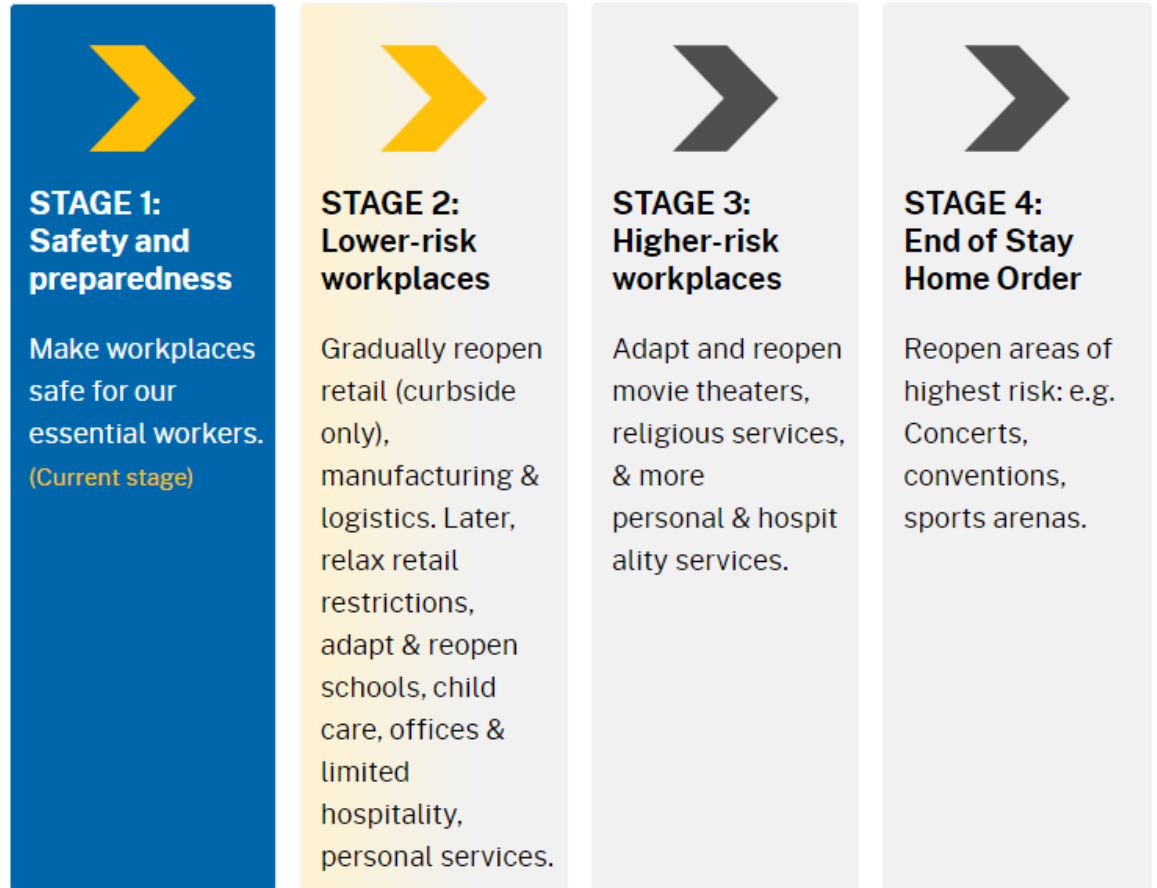 STAGE 1:
Safety and
preparedness
Make workplaces
safe for our
essential workers.
(Current stage)
STAGE 2:
Lower-risk
workplaces
Gradually reopen
retail (curbside
only),
manufacturing &
logistics. Later,
relax retail
restrictions,
adapt & reopen
schools, child
care, offices &
limited
hospitality,
personal services.
STAGE 3:
Higher-risk
workplaces
Adapt and reopen
movie theaters,
religious services,
& more
personal & hospit
ality services.
STAGE 4:
End of Stay
Home Order
Reopen areas of
highest risk: e.g.
Concerts,
conventions,
sports arenas.